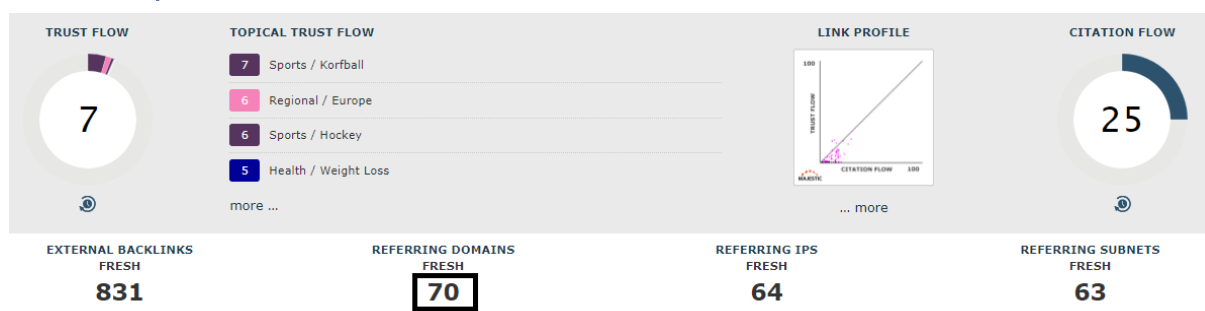 TRUST FLOW
7
TOPICAL TRUST FLOW
7 Sports / Korfball
6 Regional / Europe
6 Sports / Hockey
5 Health / Weight Loss
more ...
LINK PROFILE
100
TRUST FLOW
CITATION FLOW 100
MAJESTIC
... more
CITATION FLOW
25
EXTERNAL BACKLINKS
FRESH
831
REFERRING DOMAINS
FRESH
70
REFERRING IPS
FRESH
64
REFERRING SUBNETS
FRESH
63